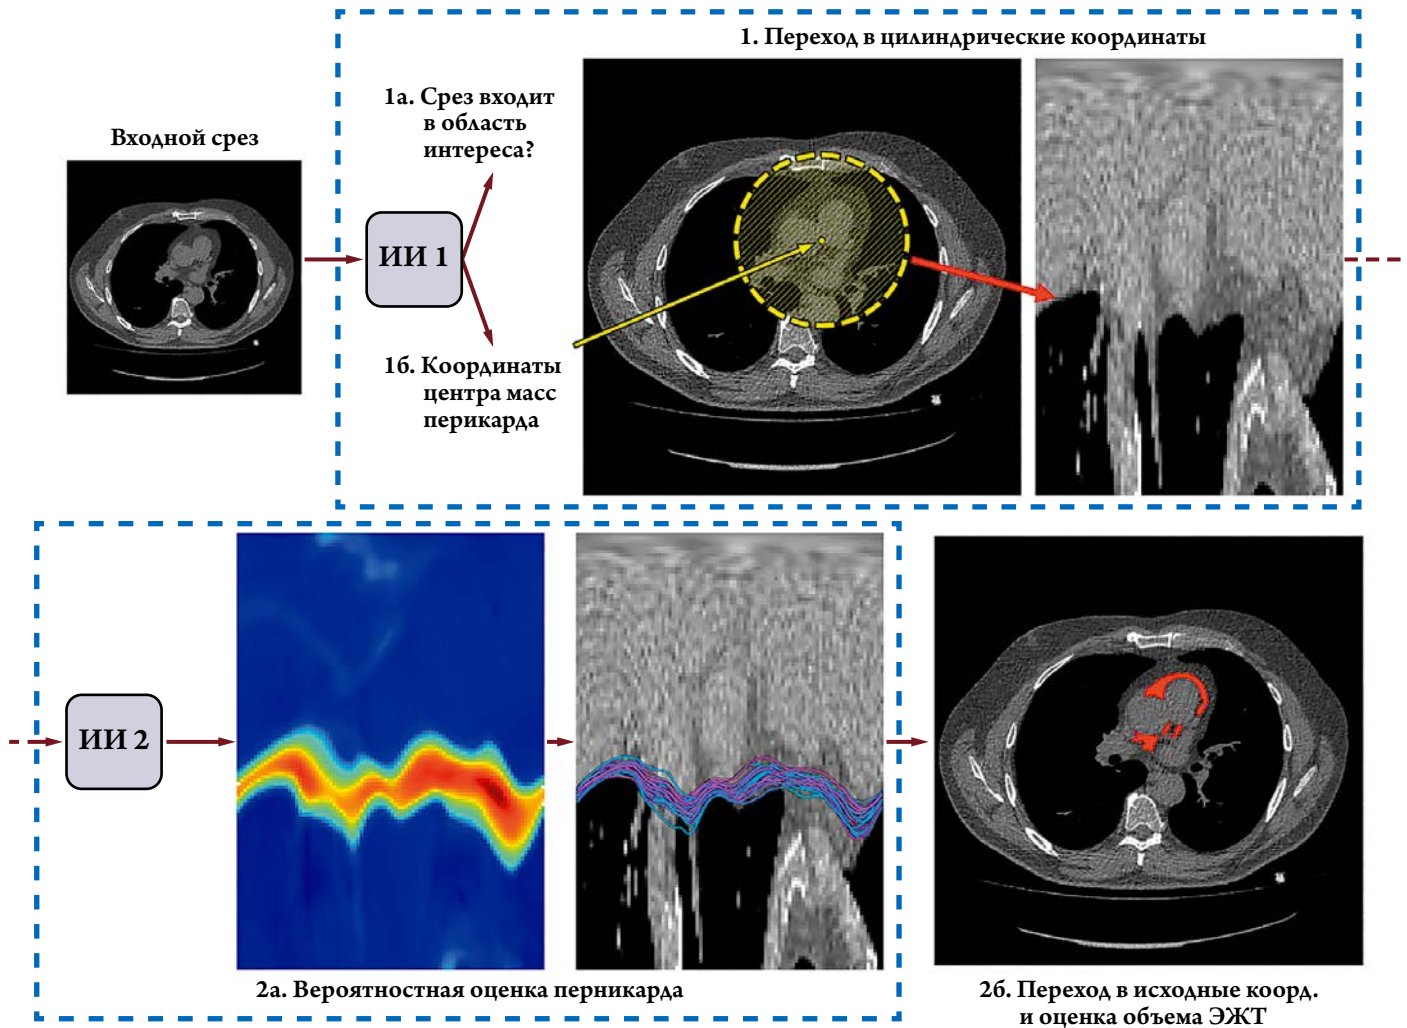 1. Переход в цилиндрические координаты
1а. Срез входит
в область
интереса?
Входной срез
ИИ 1
1б. Координаты
центра масс
перикарда
ИИ 2
2а. Вероятностная оценка перникарда
2б. Переход в исходные коорд.
и оценка объема ЭЖТ